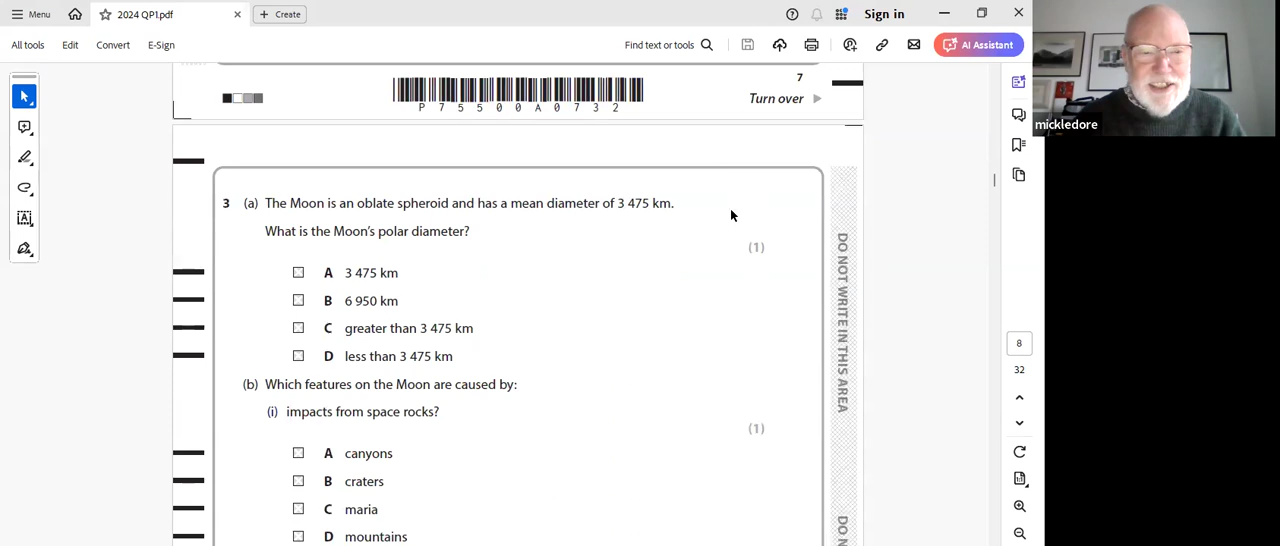 Menu
2024 QP1.pdf
Create
Sign in
All tools
Edit
Convert
E-Sign
Find text or tools
AI Assistant
7
P 7 5 5 0 0 A 0 7 3 2
Turn over
mickledore
3 (a) The Moon is an oblate spheroid and has a mean diameter of 3 475 km.
What is the Moon's polar diameter?
(1)
A 3 475 km
B 6 950 km
C greater than 3 475 km
D less than 3 475 km
(b) Which features on the Moon are caused by:
(i) impacts from space rocks?
(1)
A canyons
B craters
C maria
D mountains
DO NOT WRITE IN THIS AREA
DO N
8
32